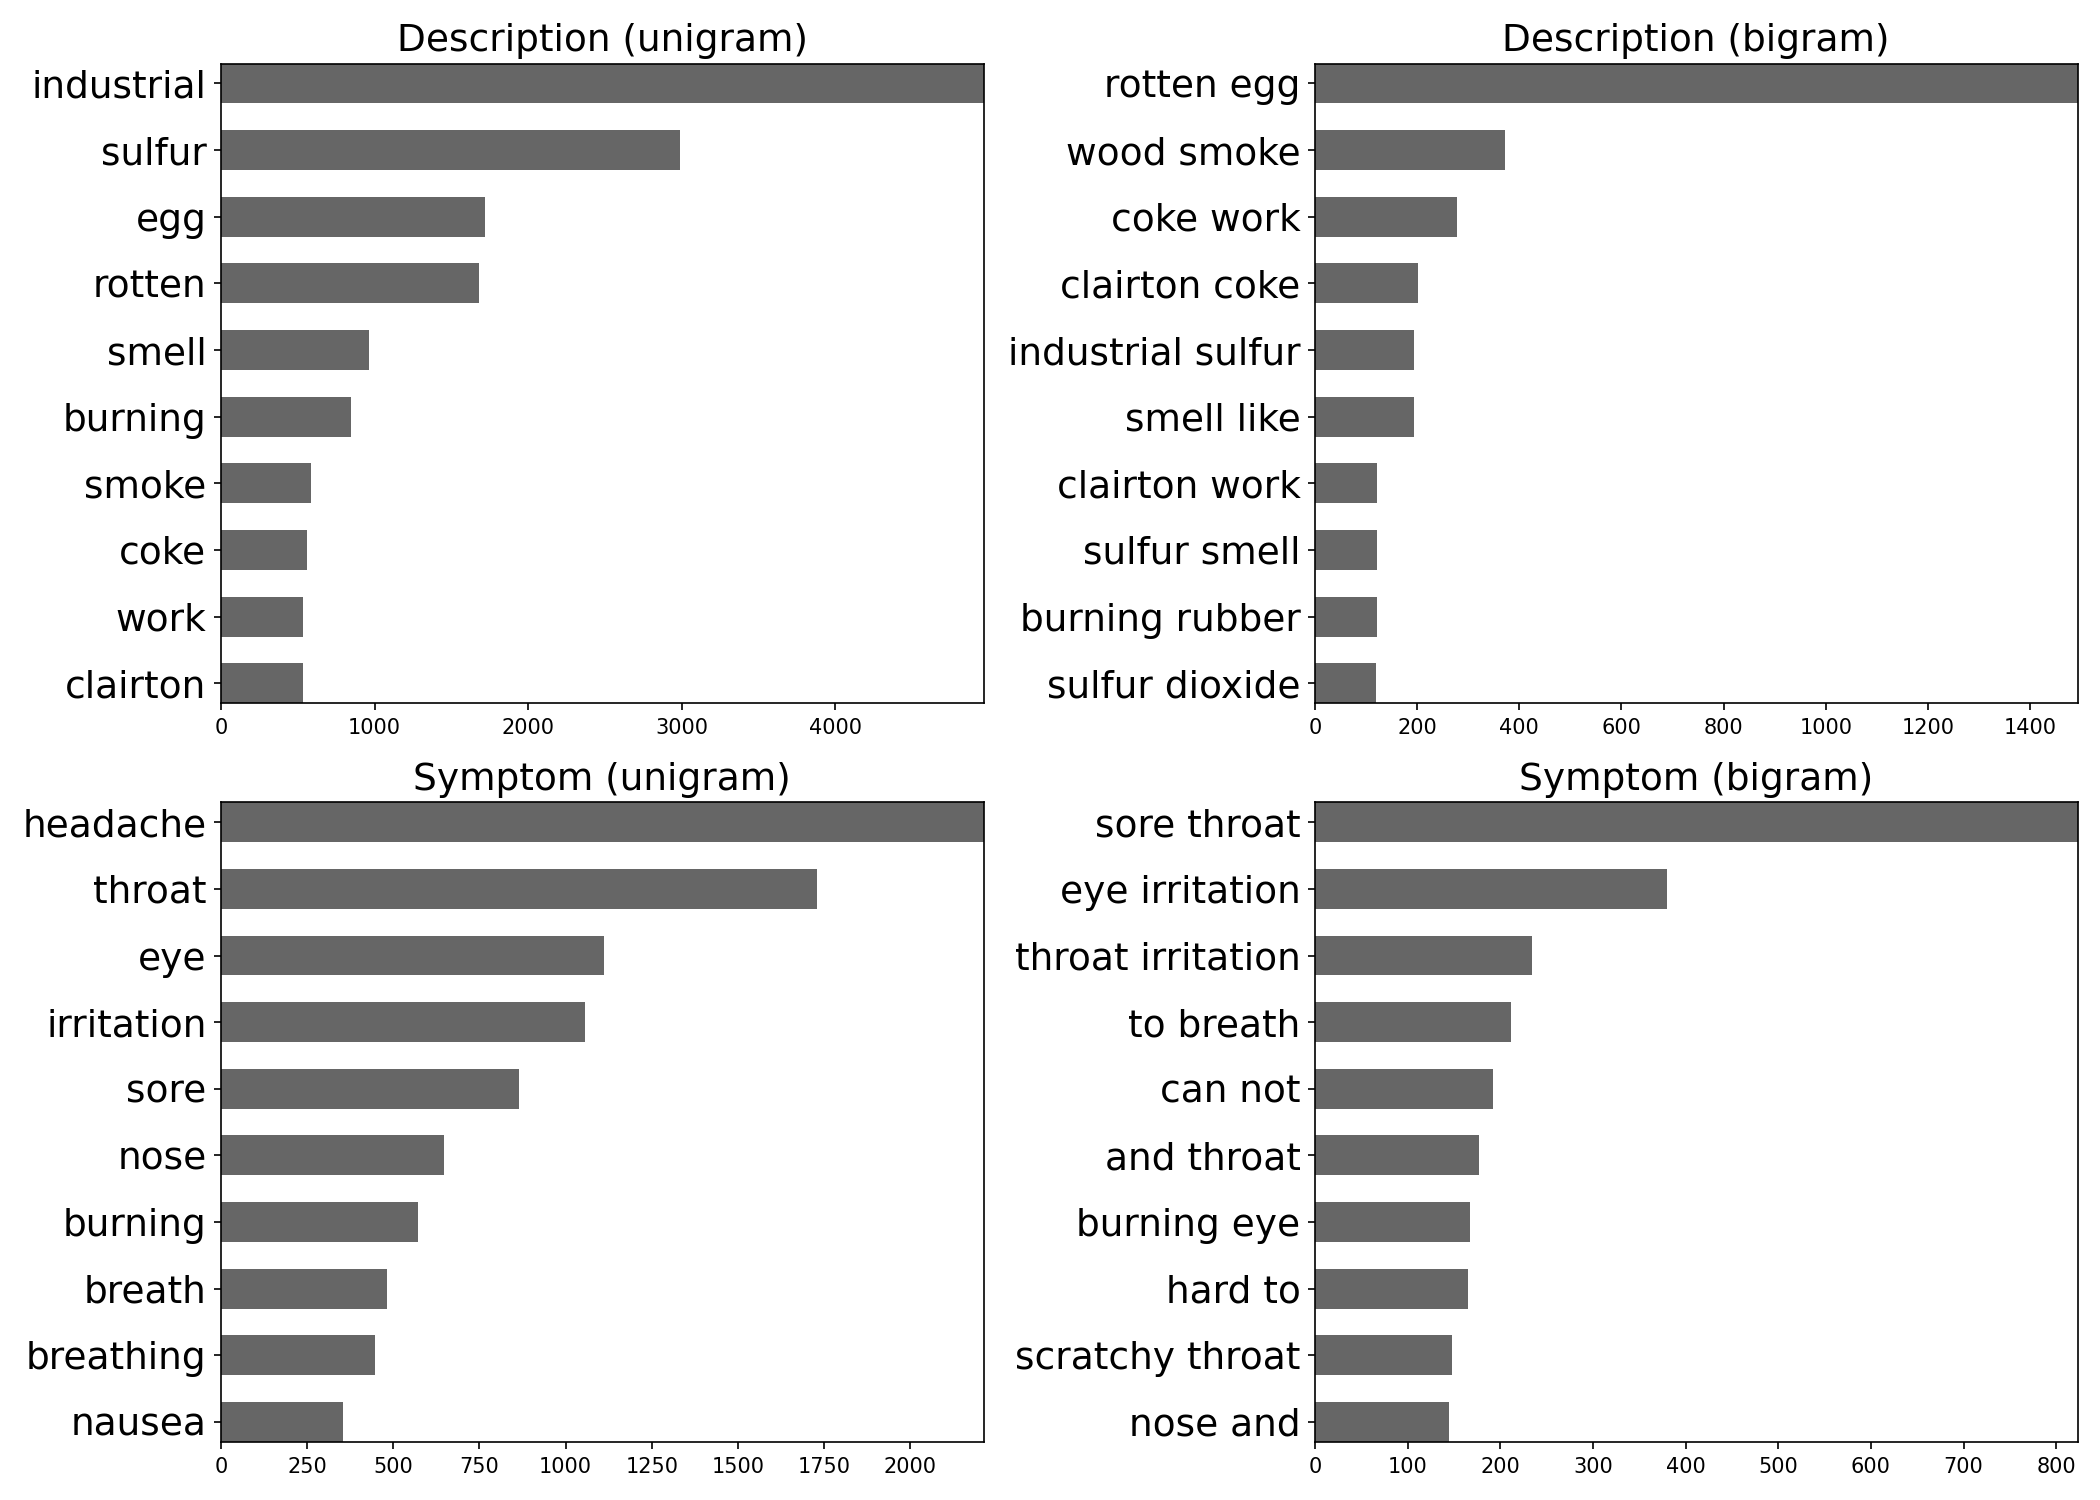 Description (unigram)
industrial
sulfur
egg
rotten
smell
burning
smoke
coke
work
clairton
0 1000 2000 3000 4000
Description (bigram)
rotten egg
wood smoke
coke work
clairton coke
industrial sulfur
smell like
clairton work
sulfur smell
burning rubber
sulfur dioxide
0 200 400 600 800 1000 1200 1400
Symptom (unigram)
headache
throat
eye
irritation
sore
nose
burning
breath
breathing
nausea
0 250 500 750 1000 1250 1500 1750 2000
Symptom (bigram)
sore throat
eye irritation
throat irritation
to breath
can not
and throat
burning eye
hard to
scratchy throat
nose and
0 100 200 300 400 500 600 700 800